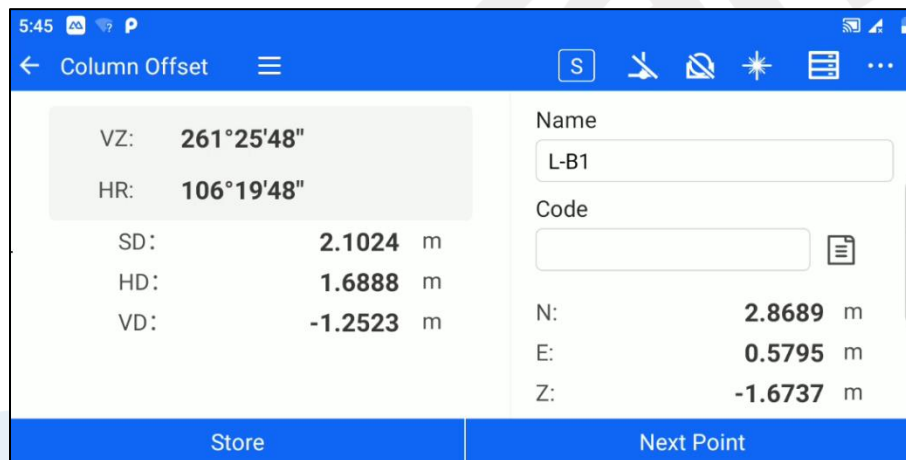 5:45
Column Offset
S
VZ: 261°25'48"
HR: 106°19'48"
SD: 2.1024 m
HD: 1.6888 m
VD: -1.2523 m
Name
L-B1
Code
N: 2.8689 m
E: 0.5795 m
Z: -1.6737 m
Store
Next Point